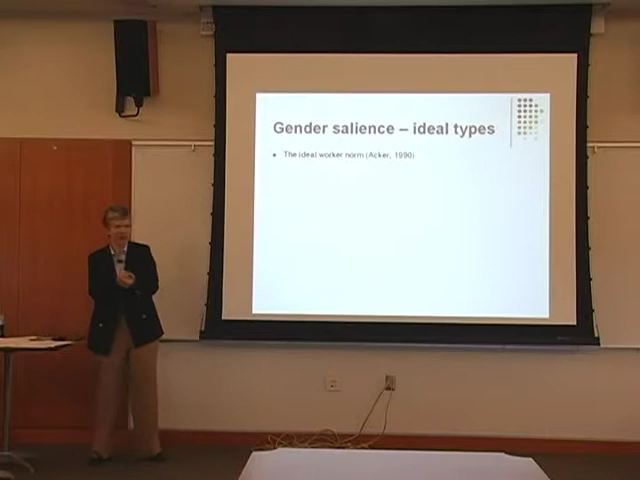 Gender salience – ideal types
The ideal worker norm (Acker, 1990)